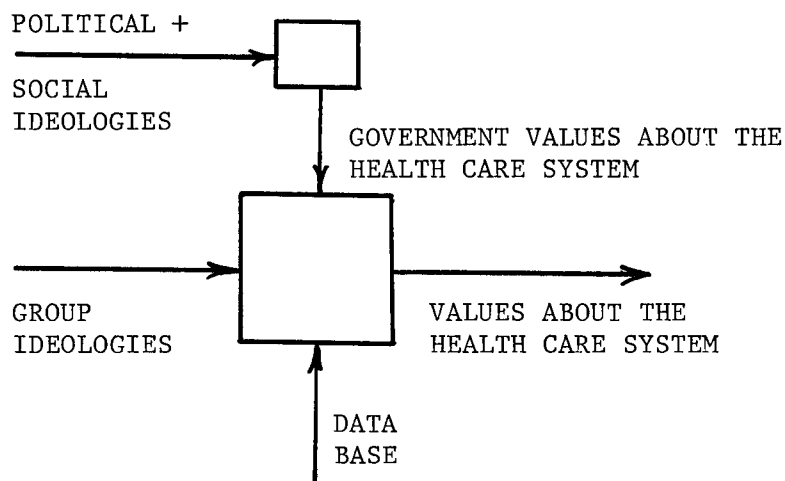 POLITICAL +
SOCIAL
IDEOLOGIES
GOVERNMENT VALUES ABOUT THE
HEALTH CARE SYSTEM
GROUP
IDEOLOGIES
VALUES ABOUT THE
HEALTH CARE SYSTEM
DATA
BASE